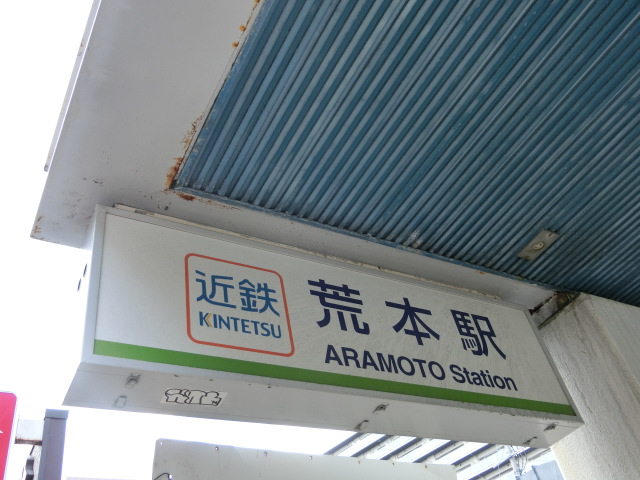 近鉄
KINTETSU
荒本駅
ARAMOTO Station